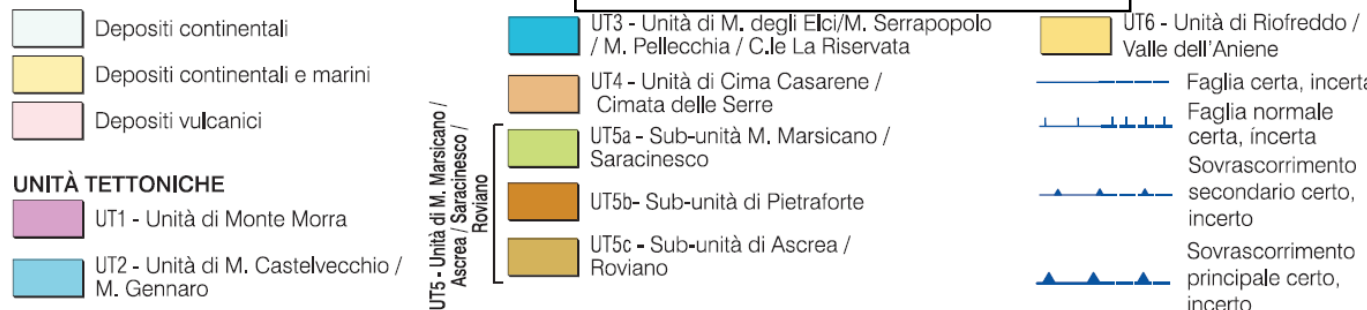 Depositi continentali
Depositi continentali e marini
Depositi vulcanici
UNITÀ TETTONICHE
UT1 - Unità di Monte Morra
UT2 - Unità di M. Castelvecchio /
M. Gennaro
UT3 - Unità di M. degli Elci/M. Serrapopolo
/ M. Pellecchia / C.le La Riservata
UT4 - Unità di Cima Casarene /
Cimata delle Serre
UT5 - Unità di M. Marsicano /
Ascrea / Saracinesco /
Roviano
UT5a - Sub-unità M. Marsicano /
Saracinesco
UT5b- Sub-unità di Pietraforte
UT5c - Sub-unità di Ascrea /
Roviano
UT6 - Unità di Riofreddo /
Valle dell'Aniene
Faglia certa, incerta
Faglia normale
certa, incerta
Sovrascorrimento
secondario certo,
incerto
Sovrascorrimento
principale certo,
incerto